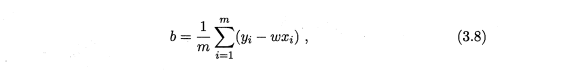 b = \frac{1}{m} \sum_{i=1}^{m} (y_i - wx_i) , (3.8)